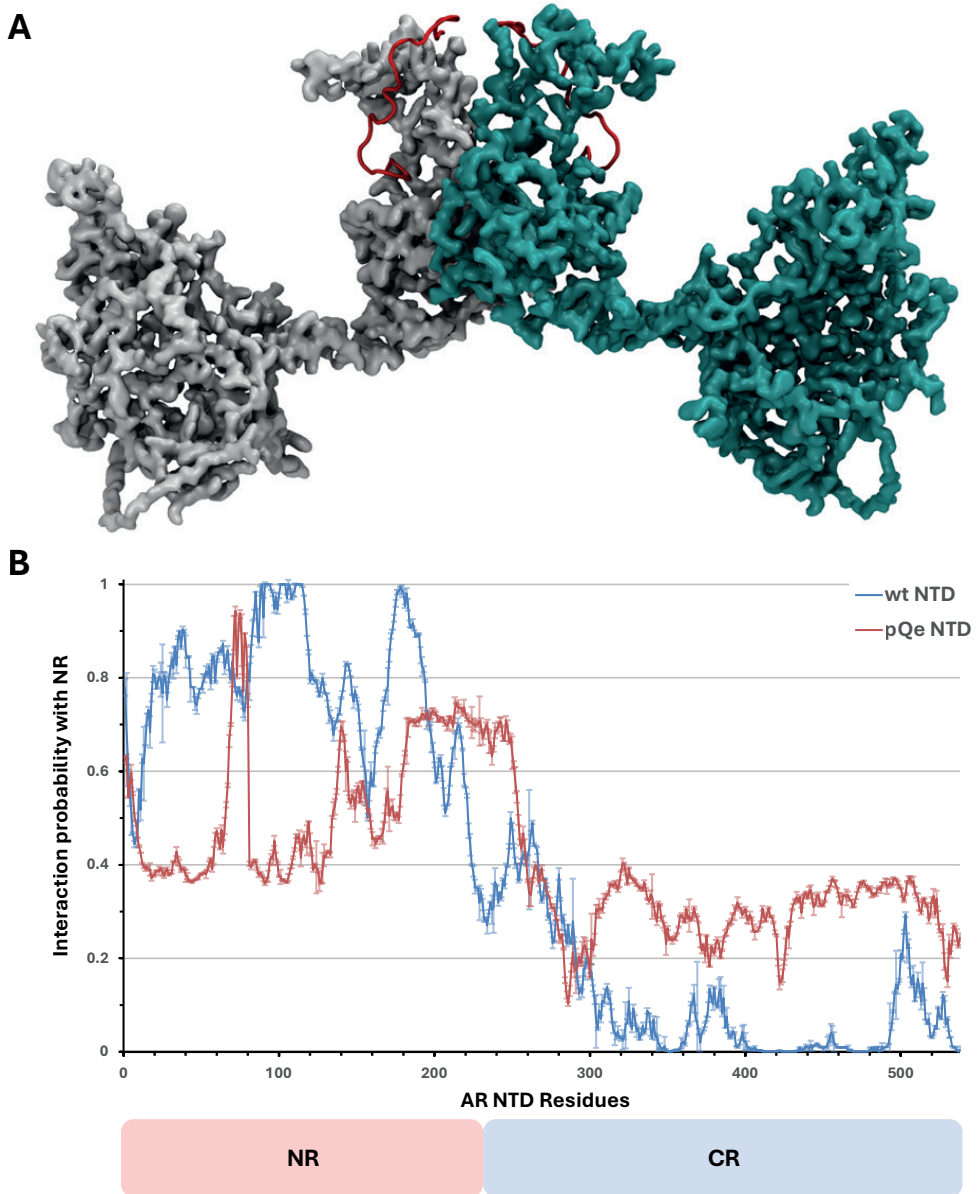 A
B
1
0.8
0.6
0.4
0.2
0
Interaction probability with NR
wt NTD
pQe NTD
0 100 200 300 400 500
AR NTD Residues
NR CR